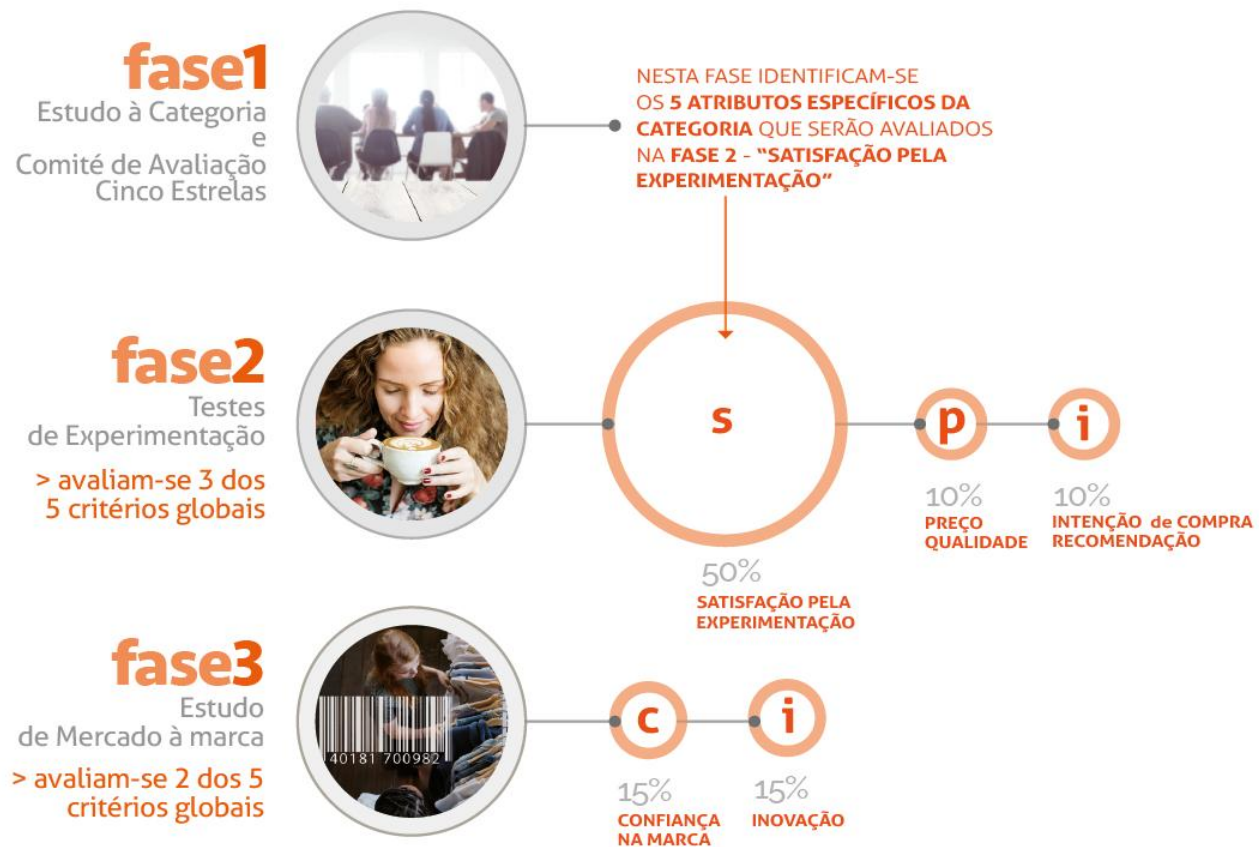 fase1
Estudo à Categoria
e
Comité de Avaliação
Cinco Estrelas
NESTA FASE IDENTIFICAM-SE
OS 5 ATRIBUTOS ESPECÍFICOS DA
CATEGORIA QUE SERÃO AVALIADOS
NA FASE 2 - “SATISFAÇÃO PELA
EXPERIMENTAÇÃO”
fase2
Testes
de Experimentação
> avaliam-se 3 dos
5 critérios globais
s
50%
SATISFAÇÃO PELA
EXPERIMENTAÇÃO
p
10%
PREÇO
QUALIDADE
i
10%
INTENÇÃO de COMPRA
RECOMENDAÇÃO
fase3
Estudo
de Mercado à marca
> avaliam-se 2 dos 5
critérios globais
40181 700982
c
15%
CONFIANÇA
NA MARCA
i
15%
INOVAÇÃO